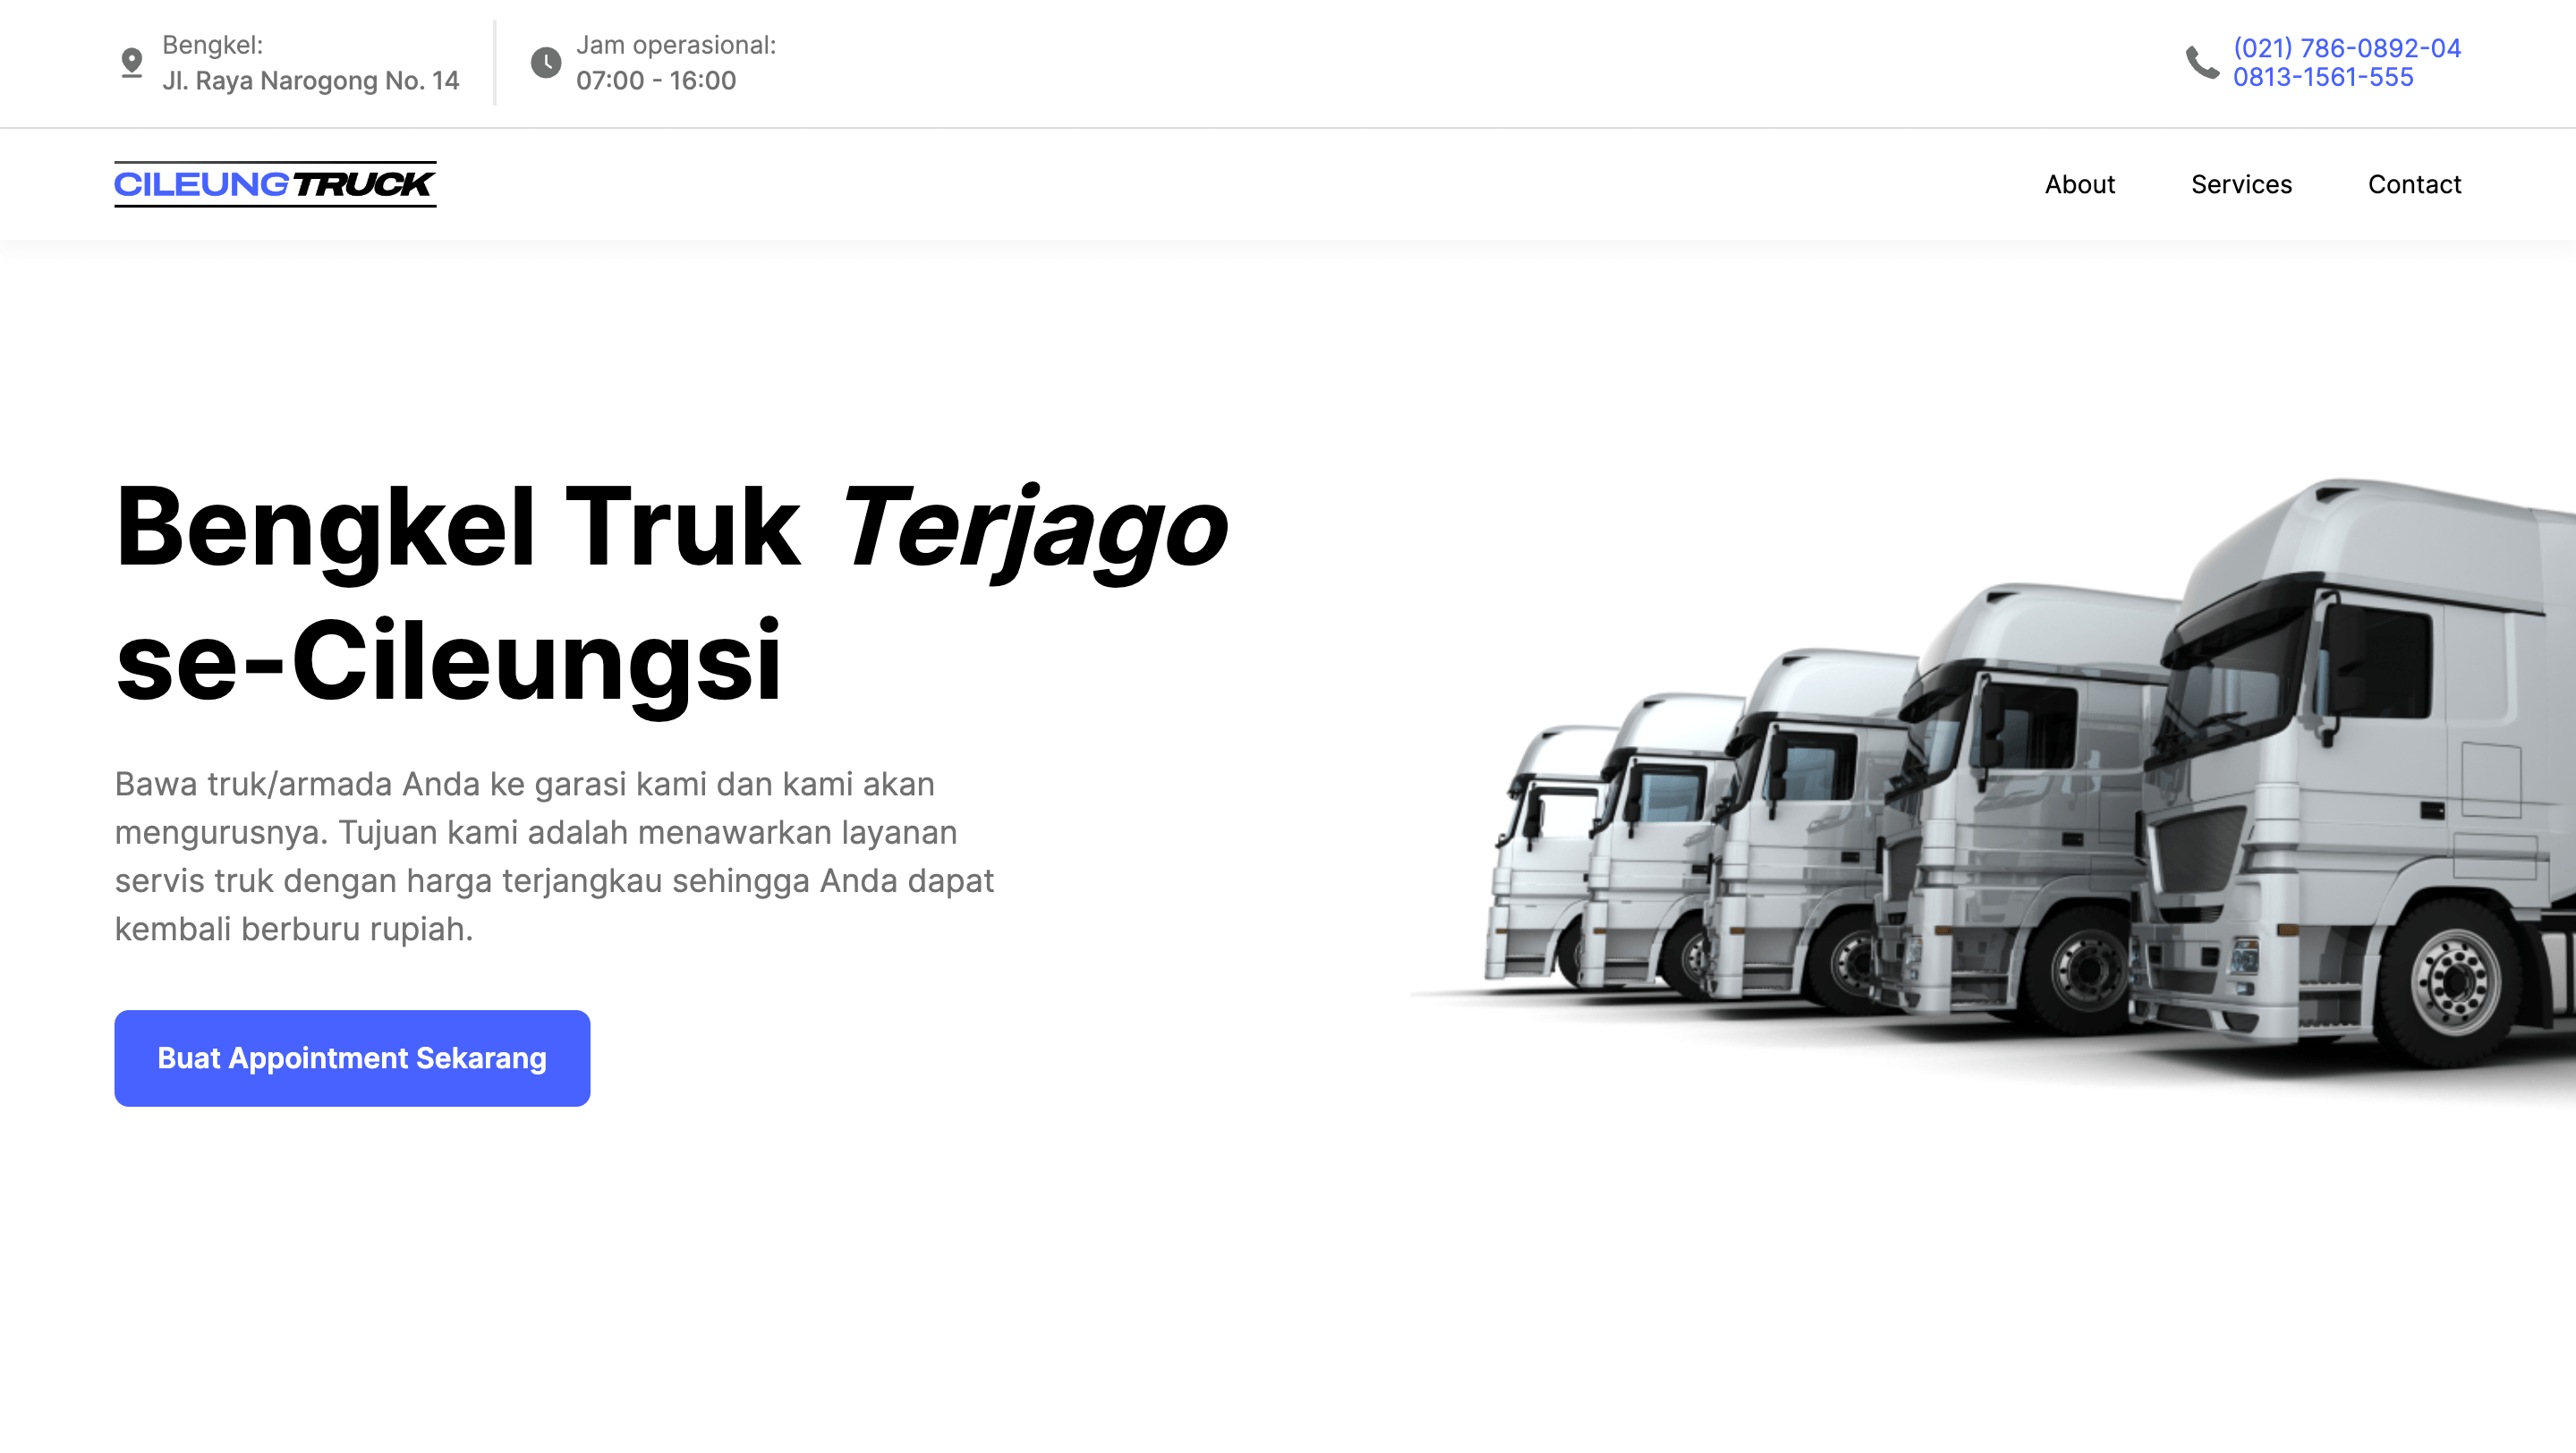 Bengkel:
Jl. Raya Narogong No. 14
Jam operasional:
07:00 - 16:00
(021) 786-0892-04
0813-1561-555
CILEUNGTRUCK
About
Services
Contact
Bengkel Truk Terjago
se-Cileungsi
Bawa truk/armada Anda ke garasi kami dan kami akan
mengurusnya. Tujuan kami adalah menawarkan layanan
servis truk dengan harga terjangkau sehingga Anda dapat
kembali berburu rupiah.
Buat Appointment Sekarang